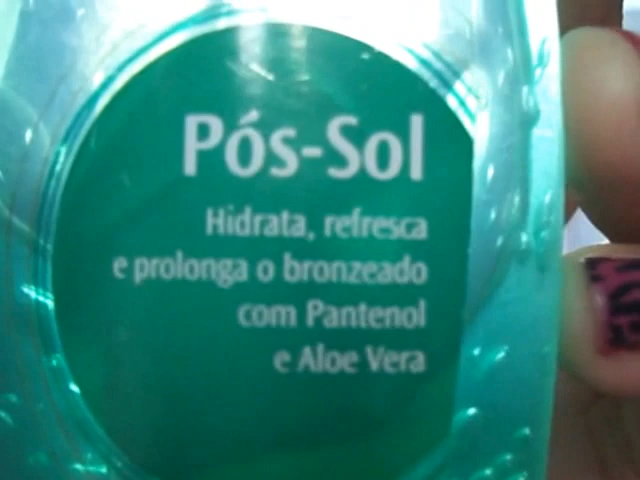 Pós-Sol
Hidrata, refresca
e prolonga o bronzeado
com Pantenol
e Aloe Vera